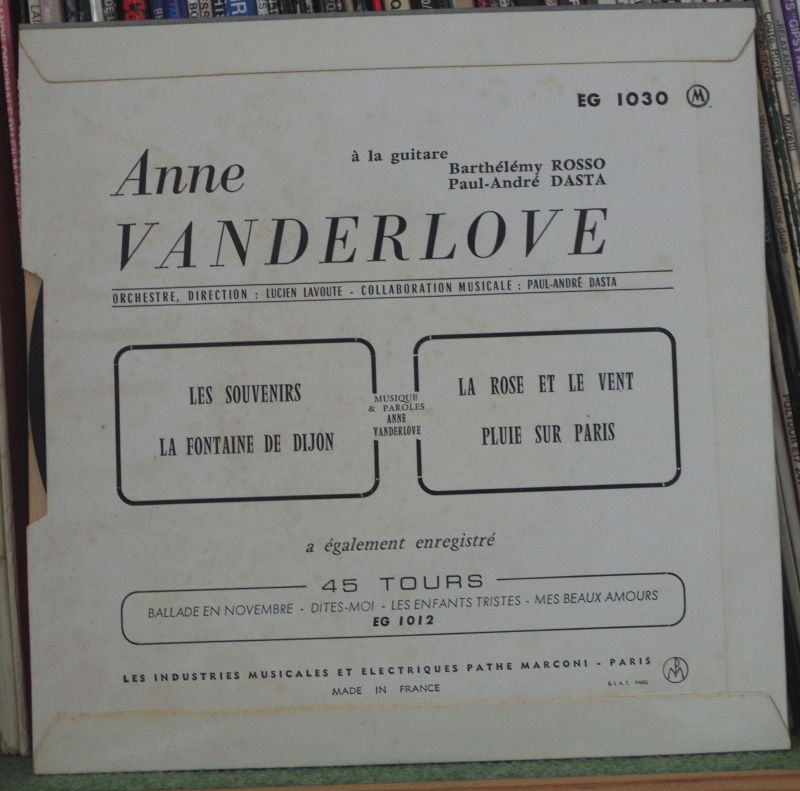 EG 1030 M
à la guitare
Barthélémy ROSSO
Paul-André DASTA
Anne
VANDERLOVE
ORCHESTRE, DIRECTION : LUCIEN LAVOUTE - COLLABORATION MUSICALE : PAUL-ANDRÉ DASTA
LES SOUVENIRS
LA FONTAINE DE DIJON
MUSIQUE
& PAROLES
ANNE
VANDERLOVE
LA ROSE ET LE VENT
PLUIE SUR PARIS
a également enregistré
45 TOURS
BALLADE EN NOVEMBRE - DITES-MOI - LES ENFANTS TRISTES - MES BEAUX AMOURS
EG 1012
LES INDUSTRIES MUSICALES ET ELECTRIQUES PATHE MARCONI - PARIS
MADE IN FRANCE